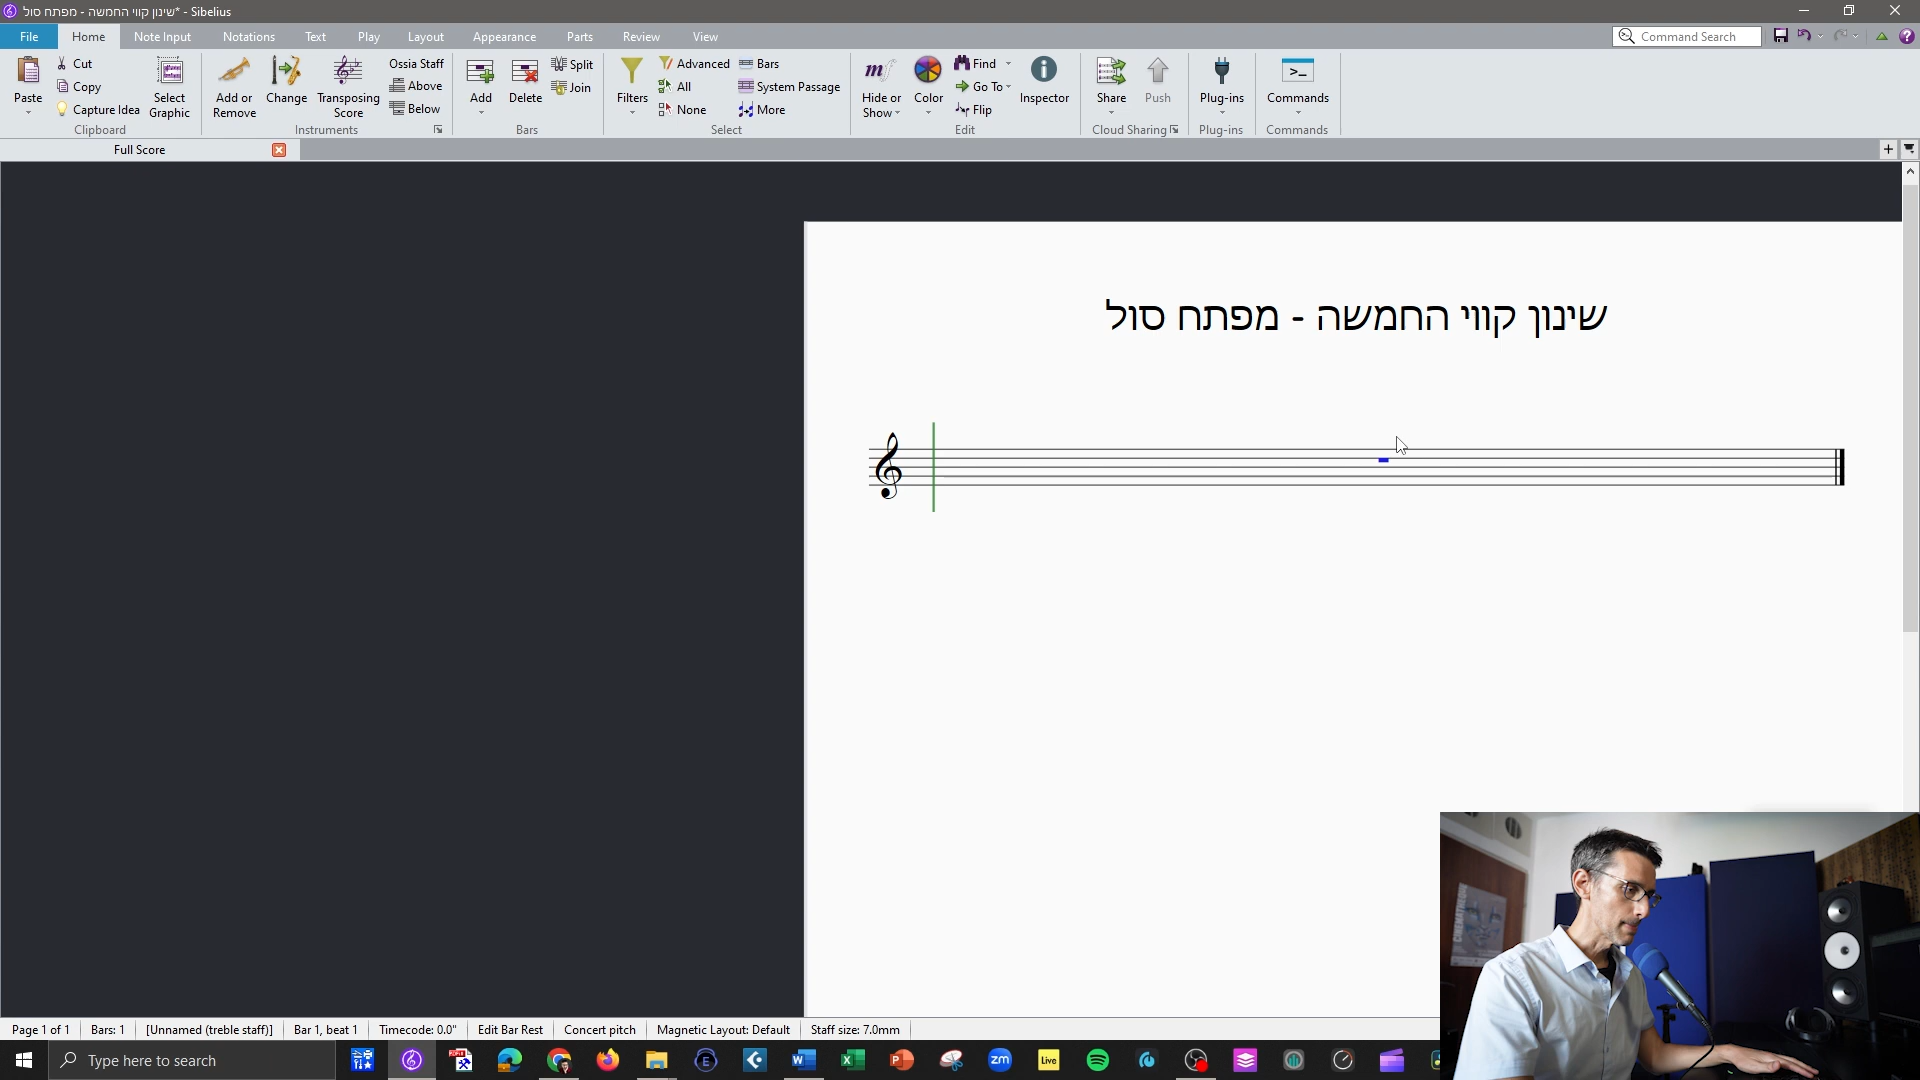 שינון קווי החמשה - מפתח סול* - Sibelius
File Home Note Input Notations Text Play Layout Appearance Parts Review View Command Search
Paste Cut Copy Capture Idea Select Graphic Clipboard
Add or Remove Change Transposing Score Ossia Staff Above Below Instruments
Add Delete Split Join Bars
Filters Advanced All None Bars System Passage More Select
Hide or Show Color Find Go To Flip Inspector Edit
Share Push Cloud Sharing
Plug-ins Plug-ins
Commands Commands
Full Score
שינון קווי החמשה - מפתח סול
Page 1 of 1 Bars: 1 [Unnamed (treble staff)] Bar 1, beat 1 Timecode: 0.0" Edit Bar Rest Concert pitch Magnetic Layout: Default Staff size: 7.0mm
Type here to search
zm
Live